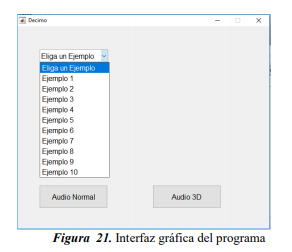 Decimo
Eliga un Ejemplo
Eliga un Ejemplo
Ejemplo 1
Ejemplo 2
Ejemplo 3
Ejemplo 4
Ejemplo 5
Ejemplo 6
Ejemplo 7
Ejemplo 8
Ejemplo 9
Ejemplo 10
Audio Normal Audio 3D
Figura 21. Interfaz gráfica del programa